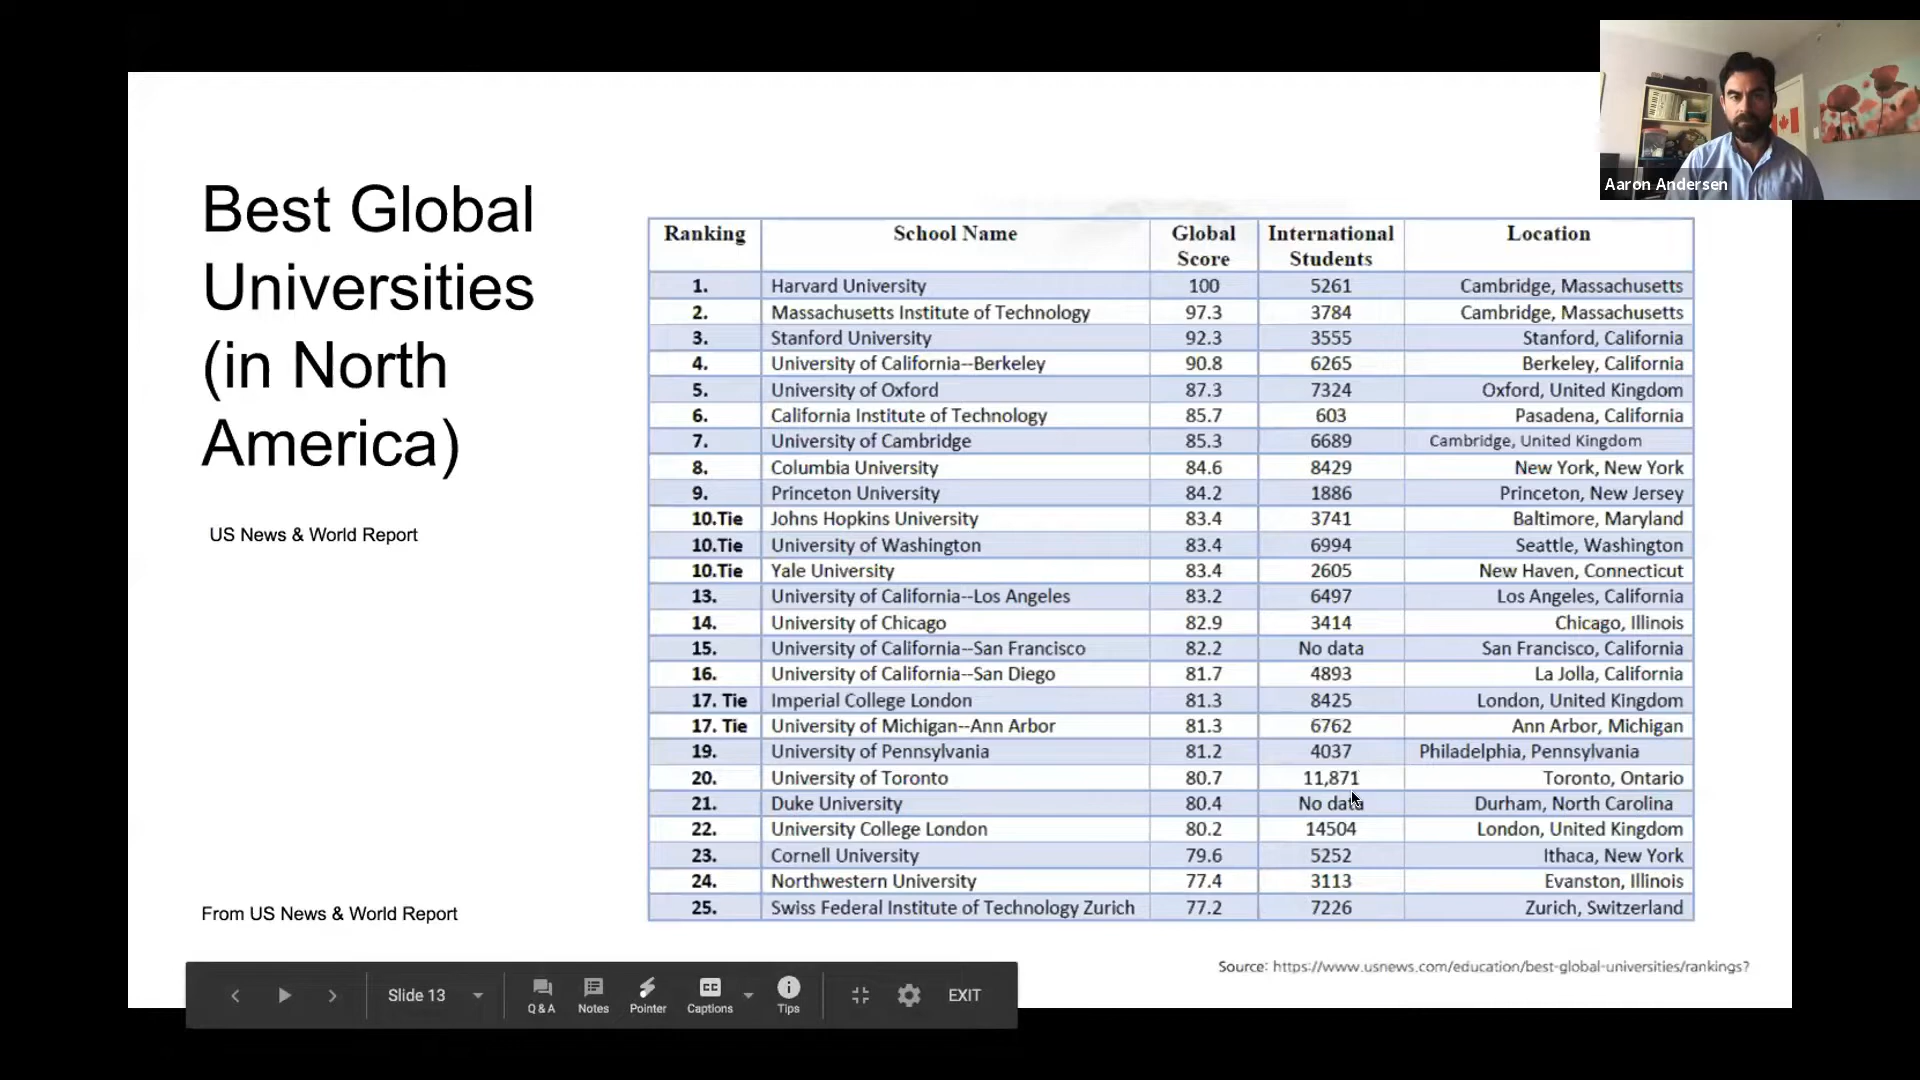 Aaron Andersen
Best Global
Universities
(in North
America)
US News & World Report
From US News & World Report
Ranking School Name Global Score International Students Location
1. Harvard University 100 5261 Cambridge, Massachusetts
2. Massachusetts Institute of Technology 97.3 3784 Cambridge, Massachusetts
3. Stanford University 92.3 3555 Stanford, California
4. University of California--Berkeley 90.8 6265 Berkeley, California
5. University of Oxford 87.3 7324 Oxford, United Kingdom
6. California Institute of Technology 85.7 603 Pasadena, California
7. University of Cambridge 85.3 6689 Cambridge, United Kingdom
8. Columbia University 84.6 8429 New York, New York
9. Princeton University 84.2 1886 Princeton, New Jersey
10.Tie Johns Hopkins University 83.4 3741 Baltimore, Maryland
10.Tie University of Washington 83.4 6994 Seattle, Washington
10.Tie Yale University 83.4 2605 New Haven, Connecticut
13. University of California--Los Angeles 83.2 6497 Los Angeles, California
14. University of Chicago 82.9 3414 Chicago, Illinois
15. University of California--San Francisco 82.2 No data San Francisco, California
16. University of California--San Diego 81.7 4893 La Jolla, California
17. Tie Imperial College London 81.3 8425 London, United Kingdom
17. Tie University of Michigan--Ann Arbor 81.3 6762 Ann Arbor, Michigan
19. University of Pennsylvania 81.2 4037 Philadelphia, Pennsylvania
20. University of Toronto 80.7 11,871 Toronto, Ontario
21. Duke University 80.4 No data Durham, North Carolina
22. University College London 80.2 14504 London, United Kingdom
23. Cornell University 79.6 5252 Ithaca, New York
24. Northwestern University 77.4 3113 Evanston, Illinois
25. Swiss Federal Institute of Technology Zurich 77.2 7226 Zurich, Switzerland
Source: https://www.usnews.com/education/best-global-universities/rankings?
Slide 13 Q & A Notes Pointer CC Captions Tips EXIT